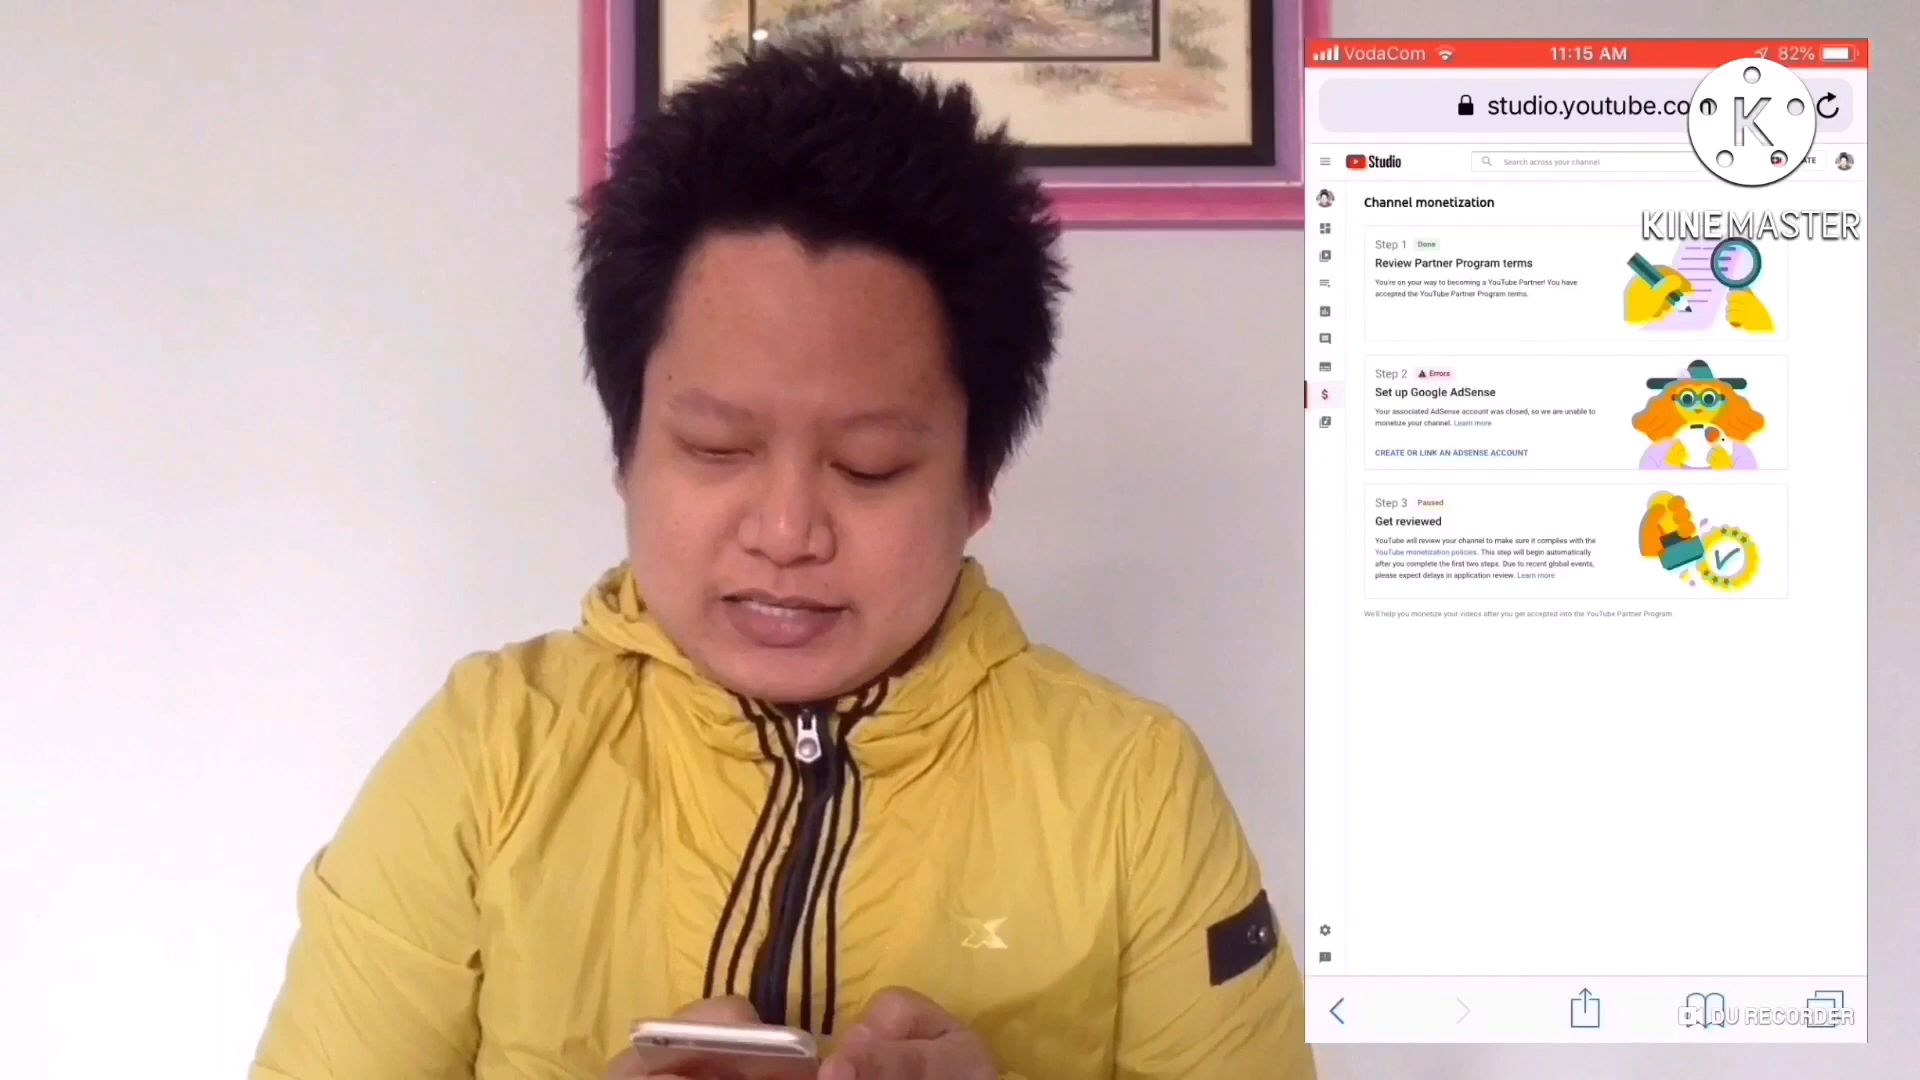 VodaCom
11:15 AM
82%
studio.youtube.co
Studio
Search across your channel
ATE
K
KINEMASTER
Channel monetization
Step 1 Done
Review Partner Program terms
You're on your way to becoming a YouTube Partner! You have
accepted the YouTube Partner Program terms.
Step 2 Errors
Set up Google AdSense
Your associated AdSense account was closed, so we are unable to
monetize your channel. Learn more
CREATE OR LINK AN ADSENSE ACCOUNT
Step 3 Paused
Get reviewed
YouTube will review your channel to make sure it complies with the
YouTube monetization policies. This step will begin automatically
after you complete the first two steps. Due to recent global events,
please expect delays in application review. Learn more
We'll help you monetize your videos after you get accepted into the YouTube Partner Program.
DU RECORDER